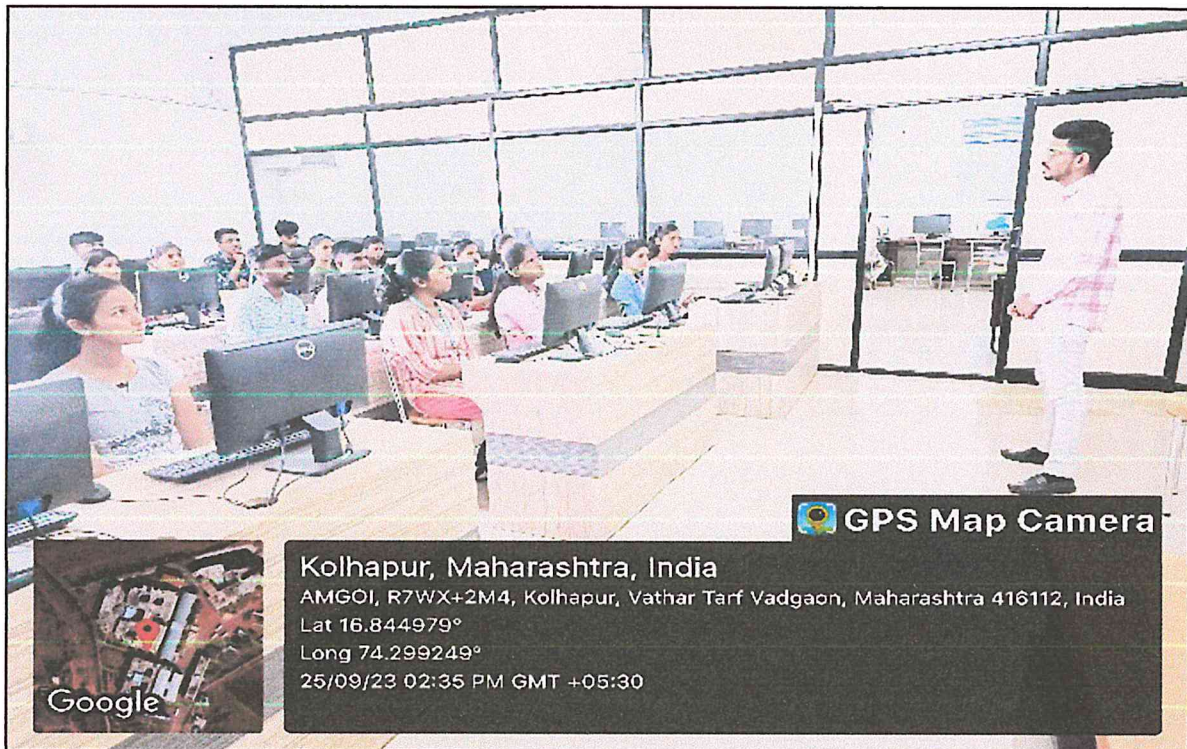 GPS Map Camera
Kolhapur, Maharashtra, India
AMGOI, R7WX+2M4, Kolhapur, Vathar Tarf Vadgaon, Maharashtra 416112, India
Lat 16.844979°
Long 74.299249°
25/09/23 02:35 PM GMT +05:30
Google